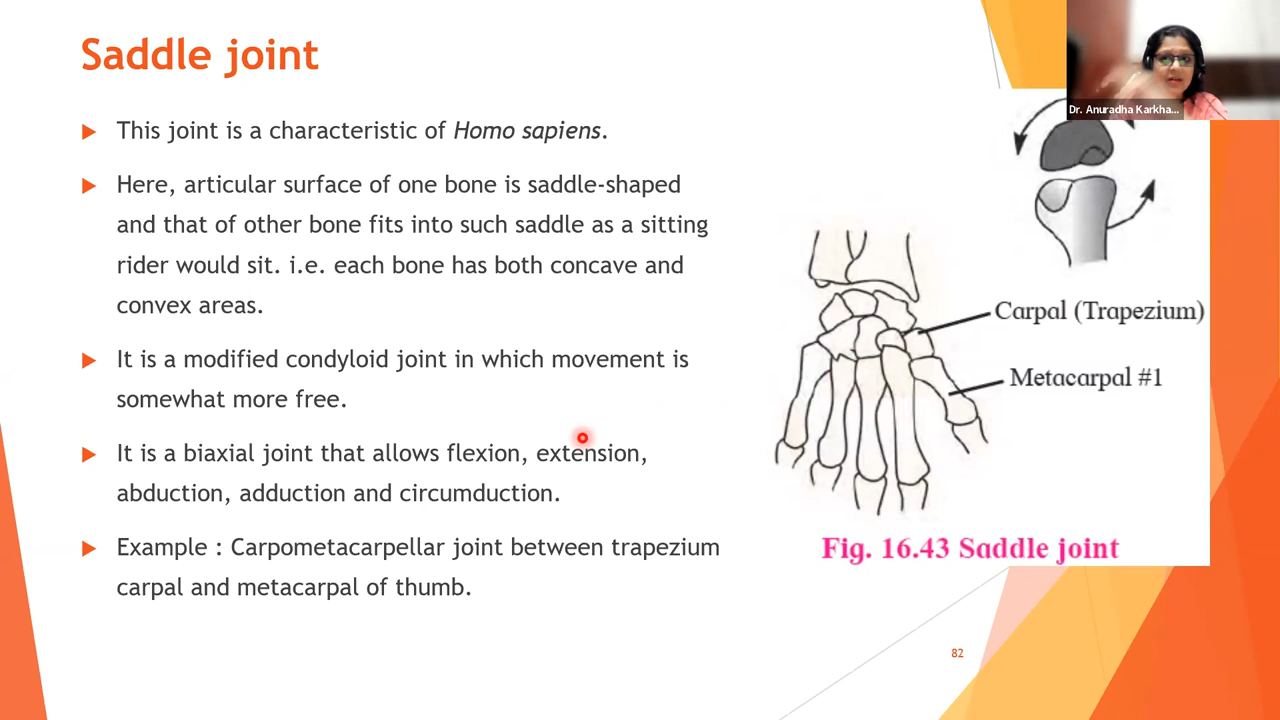 Saddle joint
This joint is a characteristic of Homo sapiens.
Here, articular surface of one bone is saddle-shaped
and that of other bone fits into such saddle as a sitting
rider would sit. i.e. each bone has both concave and
convex areas.
It is a modified condyloid joint in which movement is
somewhat more free.
It is a biaxial joint that allows flexion, extension,
abduction, adduction and circumduction.
Example : Carpometacarpellar joint between trapezium
carpal and metacarpal of thumb.
Dr. Anuradha Karkha...
Carpal (Trapezium)
Metacarpal #1
Fig. 16.43 Saddle joint
82